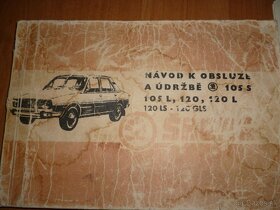 NÁVOD K OBSLUZE
A ÚDRŽBĚ 105 S
105 L, 120, 120 L
120 LS - 120 GLS